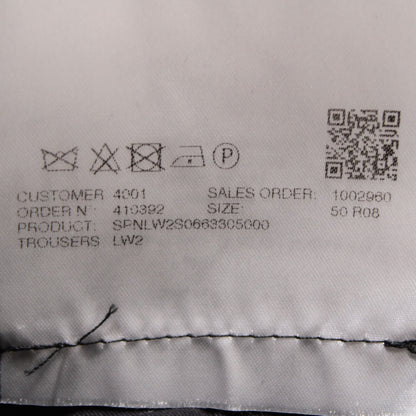 P
CUSTOMER 4001 SALES ORDER: 1002960
ORDER N 410392 SIZE: 50 R08
PRODUCT: SPNLW2S0663305000
TROUSERS LW2